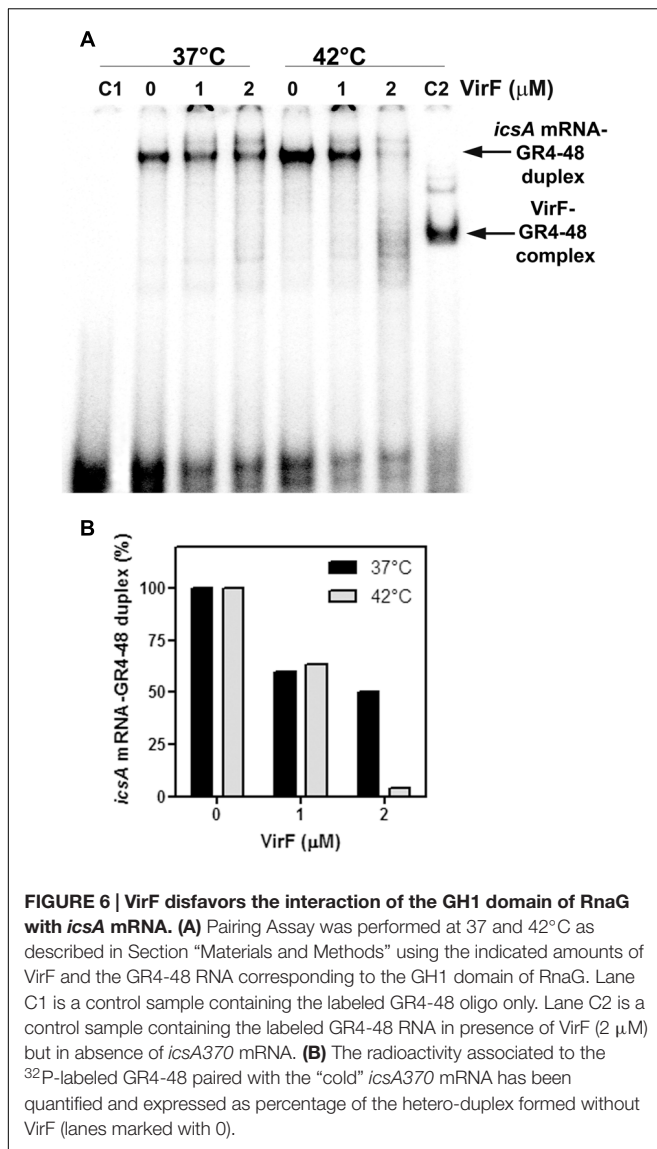 A
37°C 42°C
C1 0 1 2 0 1 2 C2 VirF (µM)
icsA mRNA-
GR4-48
duplex
VirF-
GR4-48
complex
B
icsA mRNA-GR4-48 duplex (%)
100
75
50
25
0
37°C
42°C
0 1 2
VirF (µM)
FIGURE 6 | VirF disfavors the interaction of the GH1 domain of RnaG
with icsA mRNA. (A) Pairing Assay was performed at 37 and 42°C as
described in Section “Materials and Methods” using the indicated amounts of
VirF and the GR4-48 RNA corresponding to the GH1 domain of RnaG. Lane
C1 is a control sample containing the labeled GR4-48 oligo only. Lane C2 is a
control sample containing the labeled GR4-48 RNA in presence of VirF (2 µM)
but in absence of icsA370 mRNA. (B) The radioactivity associated to the
³²P-labeled GR4-48 paired with the “cold” icsA370 mRNA has been
quantified and expressed as percentage of the hetero-duplex formed without
VirF (lanes marked with 0).